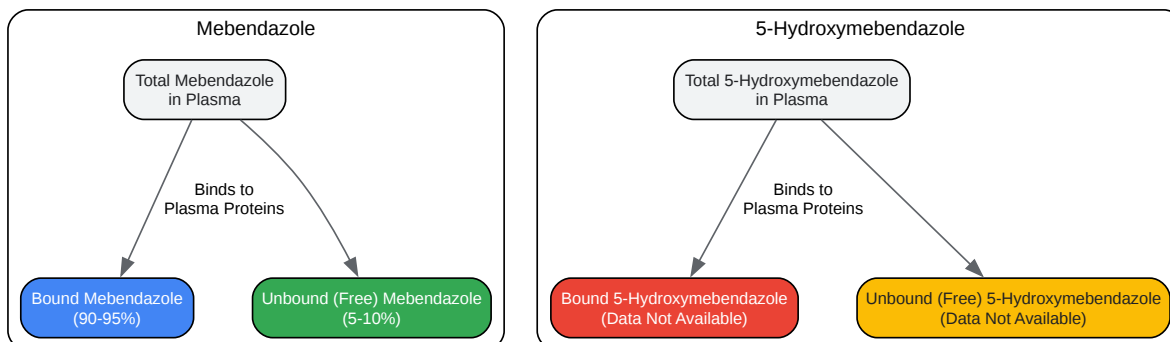 Mebendazole
Total Mebendazole
in Plasma
Binds to
Plasma Proteins
Bound Mebendazole
(90-95%)
Unbound (Free) Mebendazole
(5-10%)
5-Hydroxymebendazole
Total 5-Hydroxymebendazole
in Plasma
Binds to
Plasma Proteins
Bound 5-Hydroxymebendazole
(Data Not Available)
Unbound (Free) 5-Hydroxymebendazole
(Data Not Available)